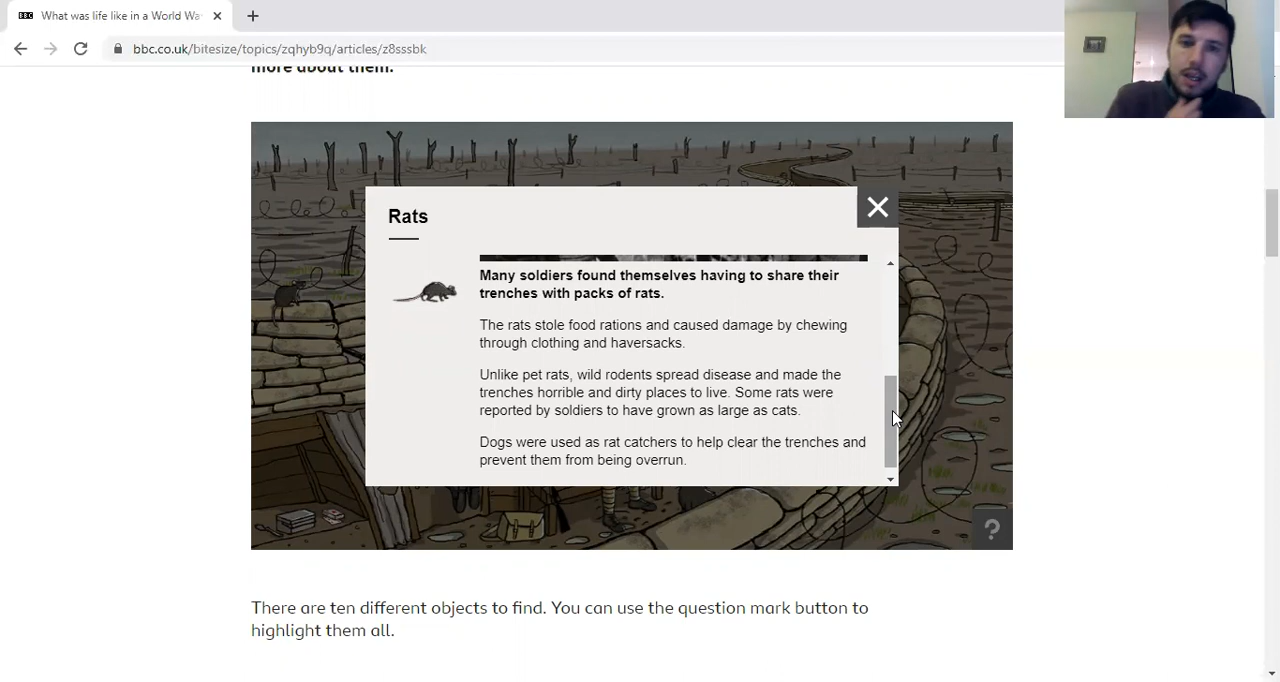 BBC What was life like in a World Wa
bbc.co.uk/bitesize/topics/zqhyb9q/articles/z8sssbk
more about them.
Rats
Many soldiers found themselves having to share their
trenches with packs of rats.
The rats stole food rations and caused damage by chewing
through clothing and haversacks.
Unlike pet rats, wild rodents spread disease and made the
trenches horrible and dirty places to live. Some rats were
reported by soldiers to have grown as large as cats.
Dogs were used as rat catchers to help clear the trenches and
prevent them from being overrun.
?
There are ten different objects to find. You can use the question mark button to
highlight them all.